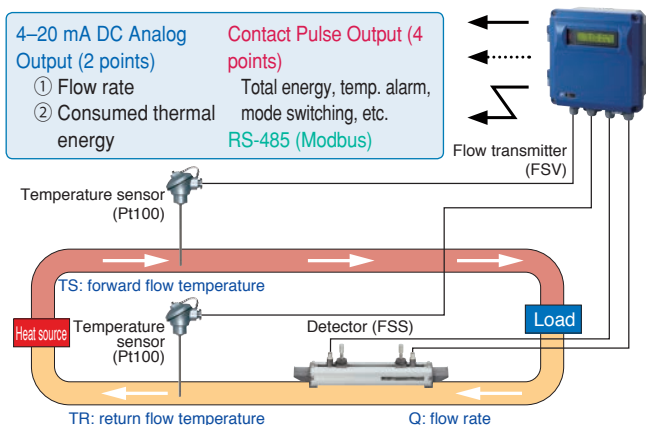 4–20 mA DC Analog
Output (2 points)
① Flow rate
② Consumed thermal
energy
Contact Pulse Output (4
points)
Total energy, temp. alarm,
mode switching, etc.
RS-485 (Modbus)
Flow transmitter
(FSV)
Temperature sensor
(Pt100)
TS: forward flow temperature
Heat source
Temperature
sensor
(Pt100)
Detector (FSS)
Load
TR: return flow temperature
Q: flow rate